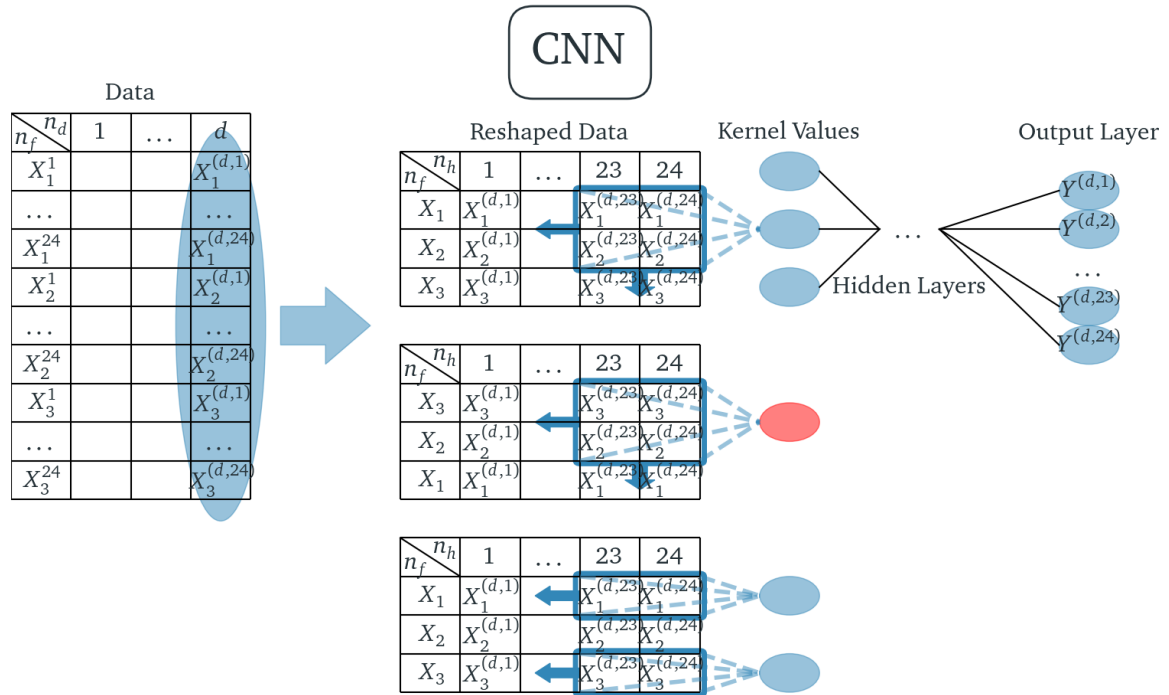 CNN
Data
n_f n_d 1 ... d
X_1^1 X_1^{(d,1)}
... ...
X_1^{24} X_1^{(d,24)}
X_2^1 X_2^{(d,1)}
... ...
X_2^{24} X_2^{(d,24)}
X_3^1 X_3^{(d,1)}
... ...
X_3^{24} X_3^{(d,24)}
Reshaped Data
n_f n_h 1 ... 23 24
X_1 X_1^{(d,1)} X_1^{(d,23)} X_1^{(d,24)}
X_2 X_2^{(d,1)} X_2^{(d,23)} X_2^{(d,24)}
X_3 X_3^{(d,1)} X_3^{(d,23)} X_3^{(d,24)}
n_f n_h 1 ... 23 24
X_3 X_3^{(d,1)} X_3^{(d,23)} X_3^{(d,24)}
X_2 X_2^{(d,1)} X_2^{(d,23)} X_2^{(d,24)}
X_1 X_1^{(d,1)} X_1^{(d,23)} X_1^{(d,24)}
n_f n_h 1 ... 23 24
X_1 X_1^{(d,1)} X_1^{(d,23)} X_1^{(d,24)}
X_2 X_2^{(d,1)} X_2^{(d,23)} X_2^{(d,24)}
X_3 X_3^{(d,1)} X_3^{(d,23)} X_3^{(d,24)}
Kernel Values
...
Hidden Layers
Output Layer
Y^{(d,1)}
Y^{(d,2)}
...
Y^{(d,23)}
Y^{(d,24)}